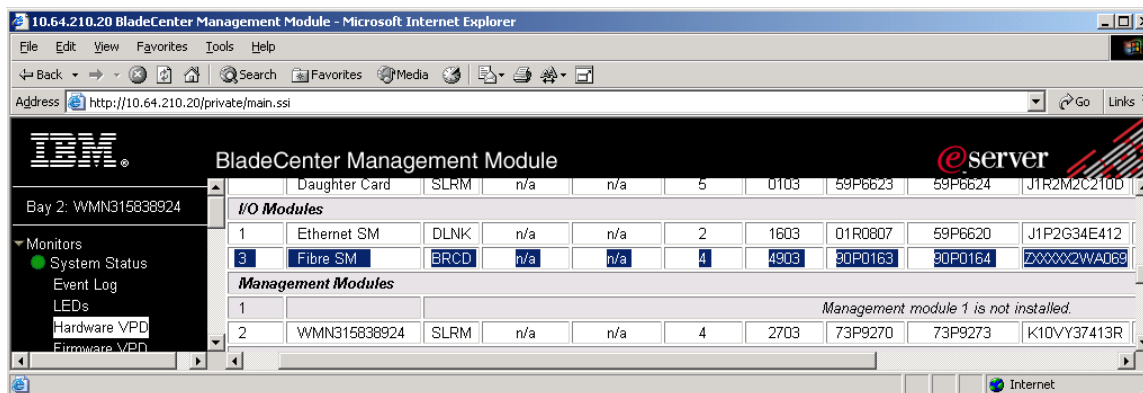 10.64.210.20 BladeCenter Management Module - Microsoft Internet Explorer
File Edit View Favorites Tools Help
Back Search Favorites Media
Address http://10.64.210.20/private/main.ssi Go Links
IBM® BladeCenter Management Module eserver
Daughter Card SLRM n/a n/a 5 0103 59P6623 59P6624 J1R2M2C210D
Bay 2: WMN315838924 I/O Modules
1 Ethernet SM DLNK n/a n/a 2 1603 01R0807 59P6620 J1P2G34E412
Monitors
System Status 3 Fibre SM BRCD n/a n/a 4 4903 90P0163 90P0164 ZXXXXX2WA069
Event Log Management Modules
LEDs 1 Management module 1 is not installed.
Hardware VPD 2 WMN315838924 SLRM n/a n/a 4 2703 73P9270 73P9273 K10VY37413R
Firmware VPD
Internet